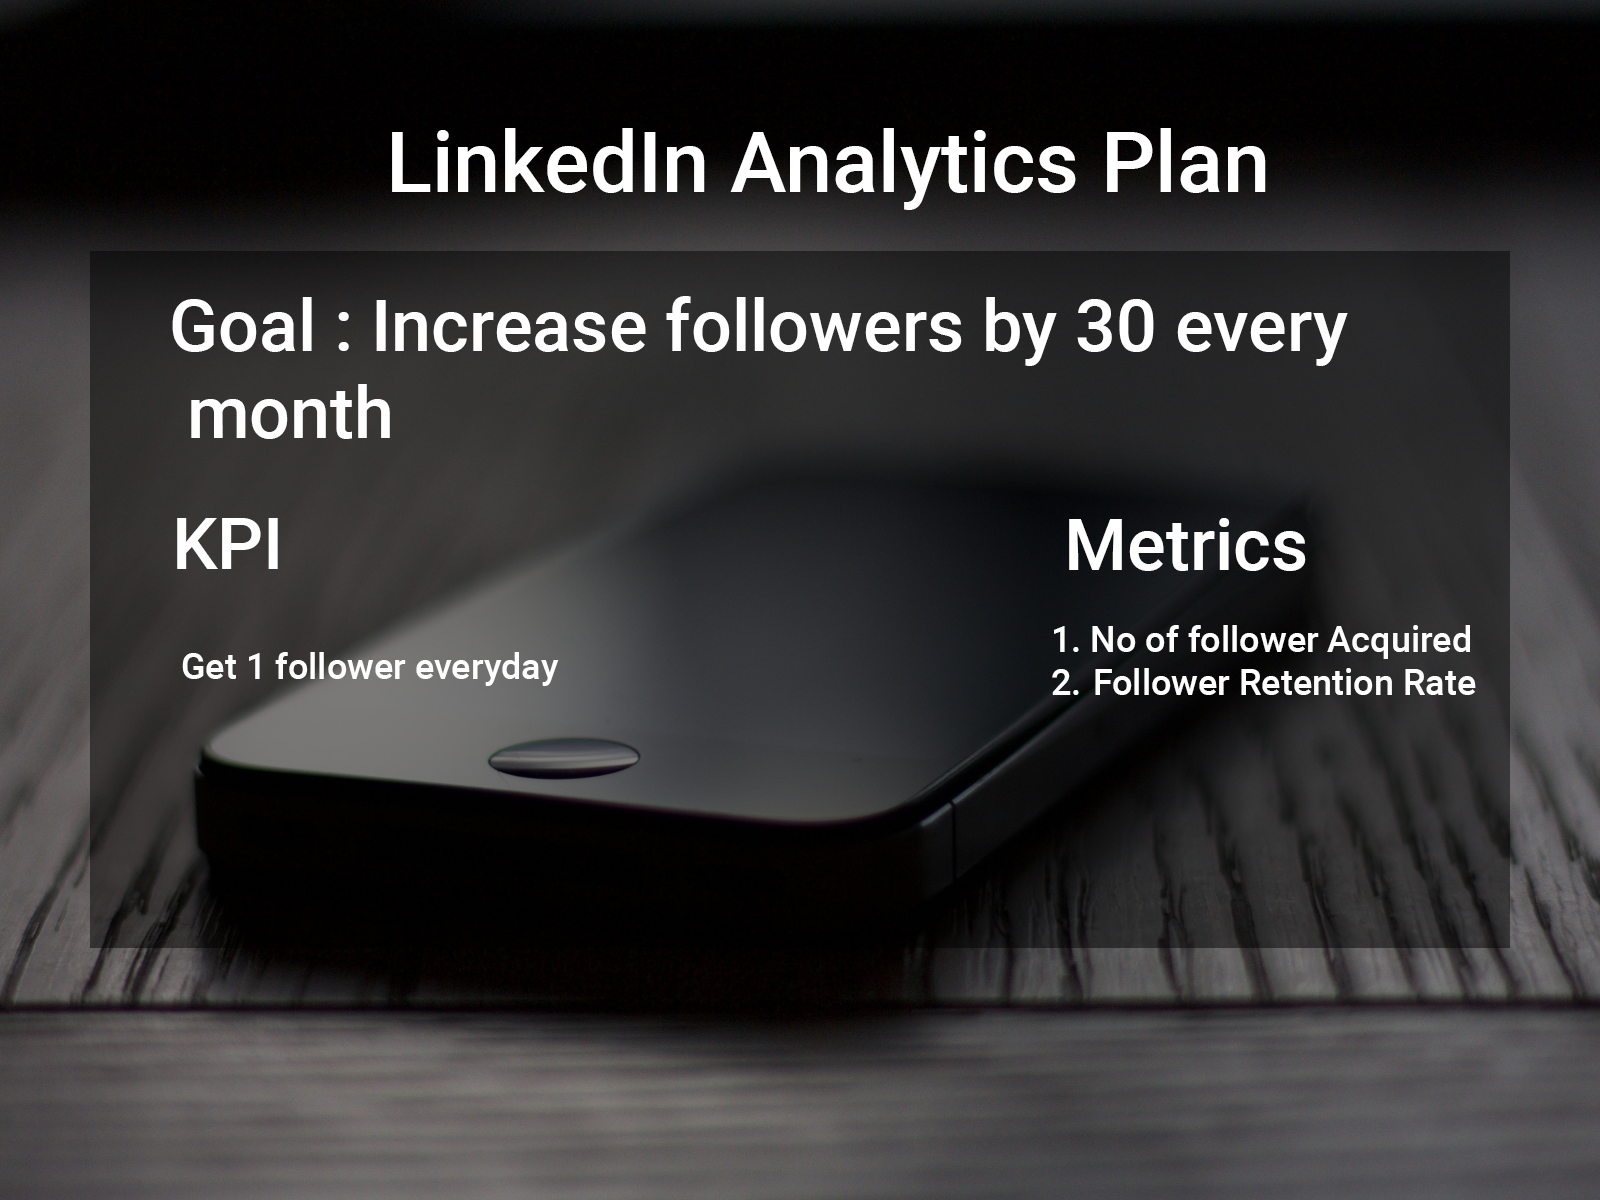 LinkedIn Analytics Plan
Goal : Increase followers by 30 every
month
KPI
Metrics
Get 1 follower everyday
1. No of follower Acquired
2. Follower Retention Rate